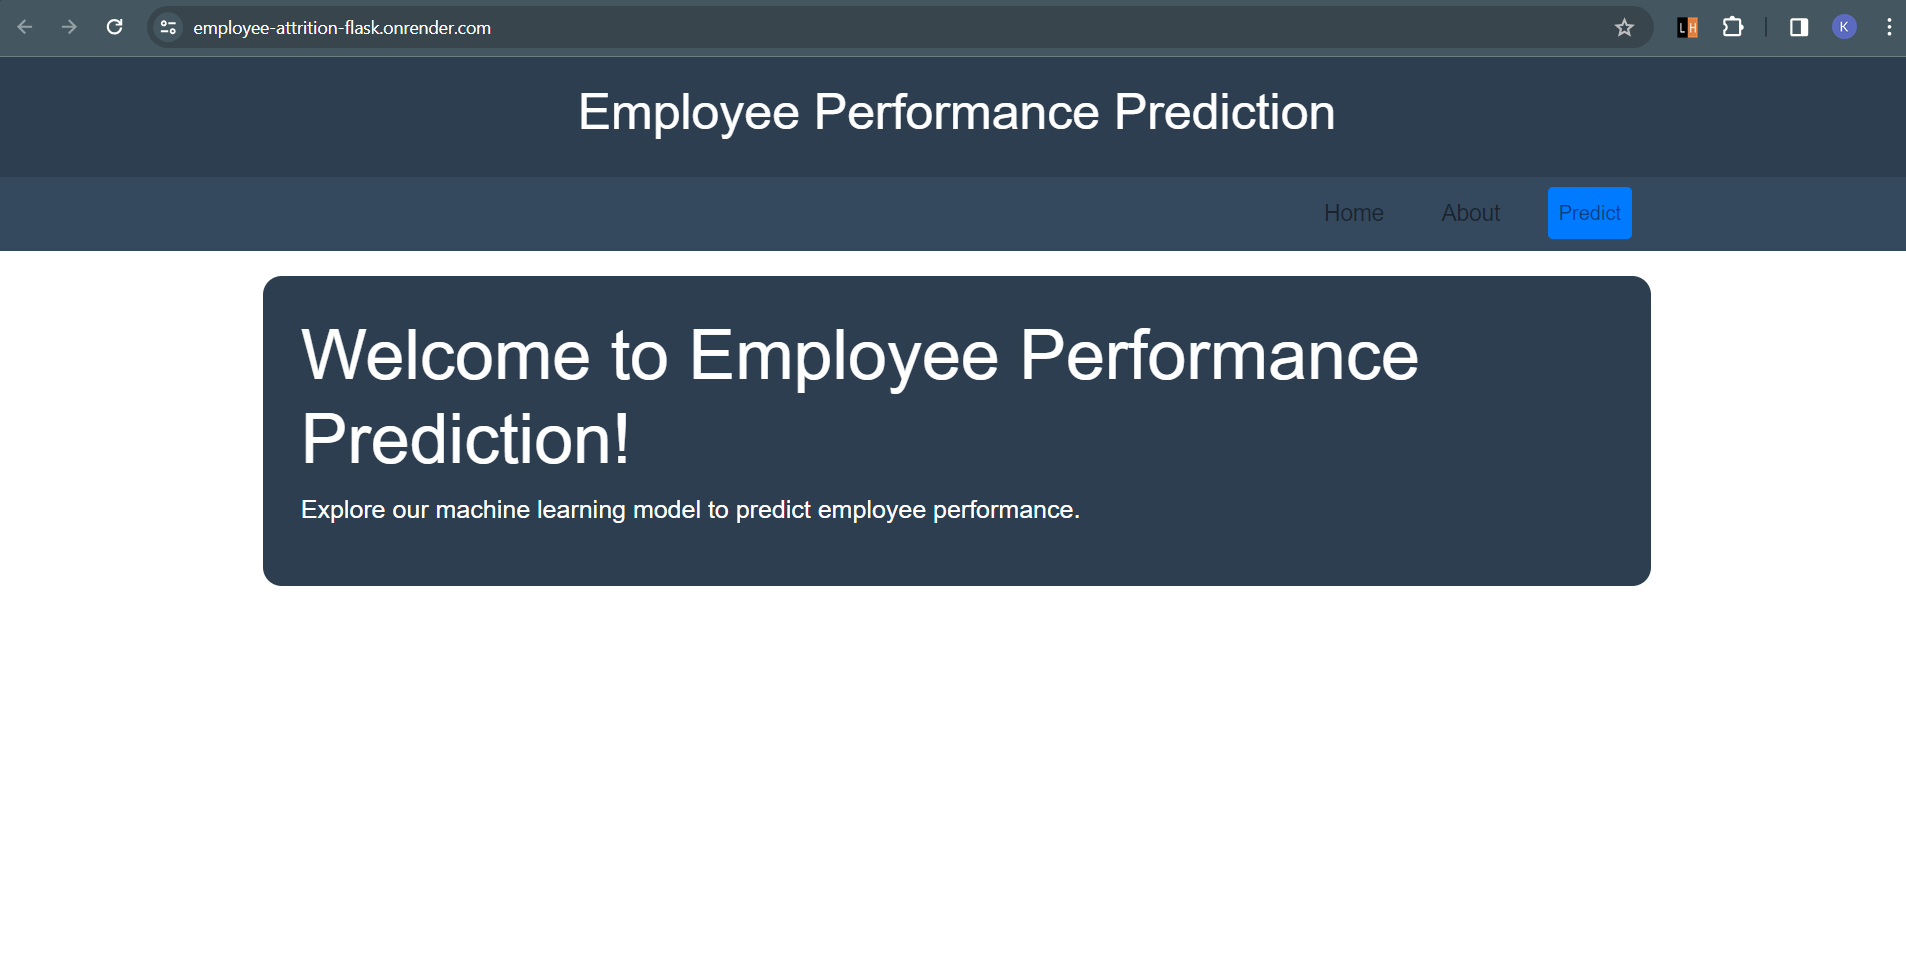 employee-attrition-flask.onrender.com
L H
K
Employee Performance Prediction
Home About Predict
Welcome to Employee Performance
Prediction!
Explore our machine learning model to predict employee performance.